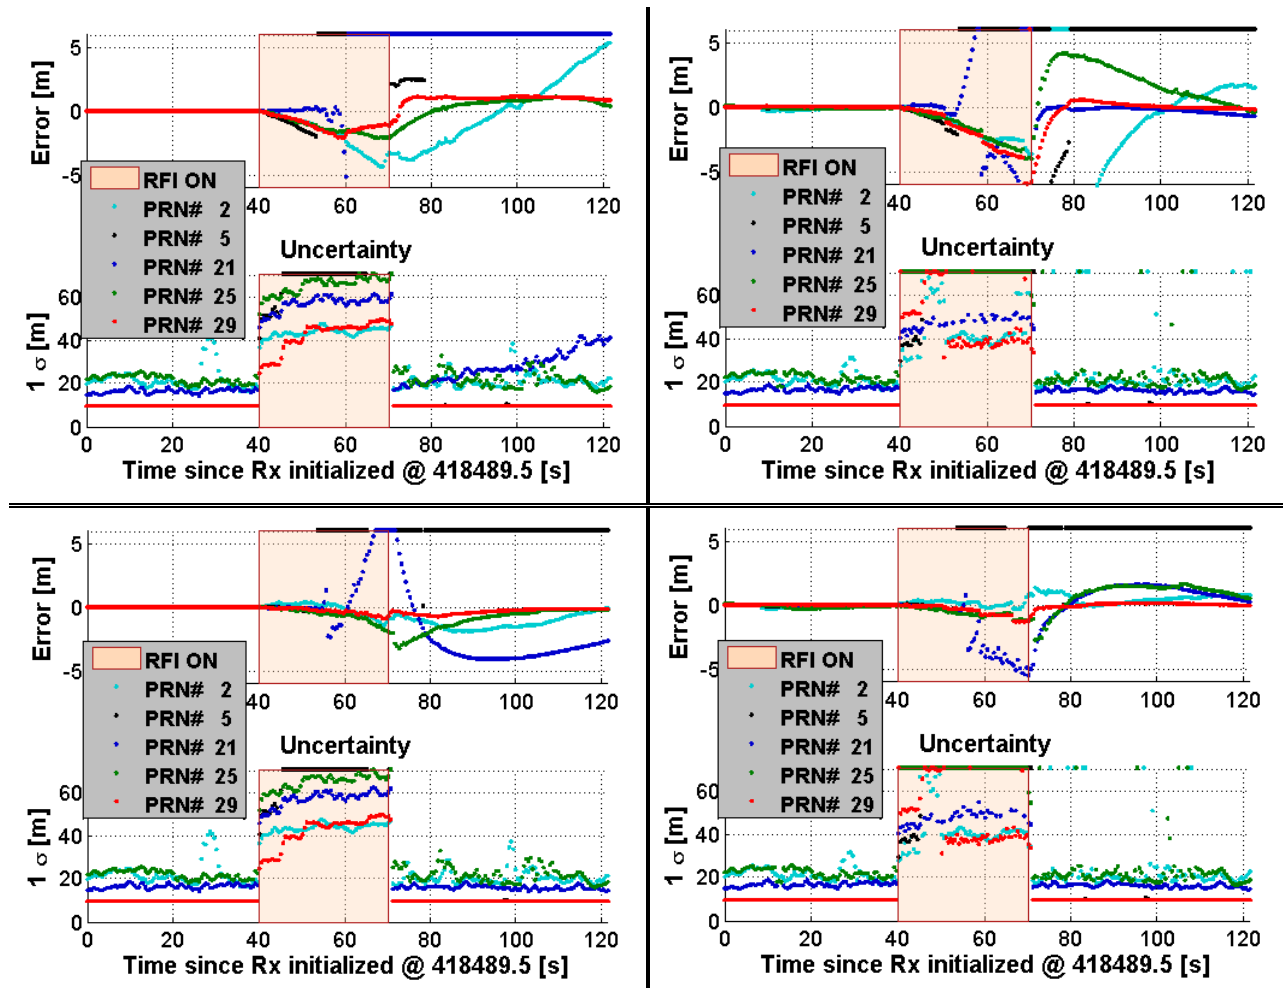 Error [m]
5
0
-5
RFI ON
PRN# 2
PRN# 5
PRN# 21
PRN# 25
PRN# 29
40 60 80 100 120
Uncertainty
1 σ [m]
60
40
20
0
0 20 40 60 80 100 120
Time since Rx initialized @ 418489.5 [s]
Error [m]
5
0
-5
RFI ON
PRN# 2
PRN# 5
PRN# 21
PRN# 25
PRN# 29
40 60 80 100 120
Uncertainty
1 σ [m]
60
40
20
0
0 20 40 60 80 100 120
Time since Rx initialized @ 418489.5 [s]
Error [m]
5
0
-5
RFI ON
PRN# 2
PRN# 5
PRN# 21
PRN# 25
PRN# 29
40 60 80 100 120
Uncertainty
1 σ [m]
60
40
20
0
0 20 40 60 80 100 120
Time since Rx initialized @ 418489.5 [s]
Error [m]
5
0
-5
RFI ON
PRN# 2
PRN# 5
PRN# 21
PRN# 25
PRN# 29
40 60 80 100 120
Uncertainty
1 σ [m]
60
40
20
0
0 20 40 60 80 100 120
Time since Rx initialized @ 418489.5 [s]